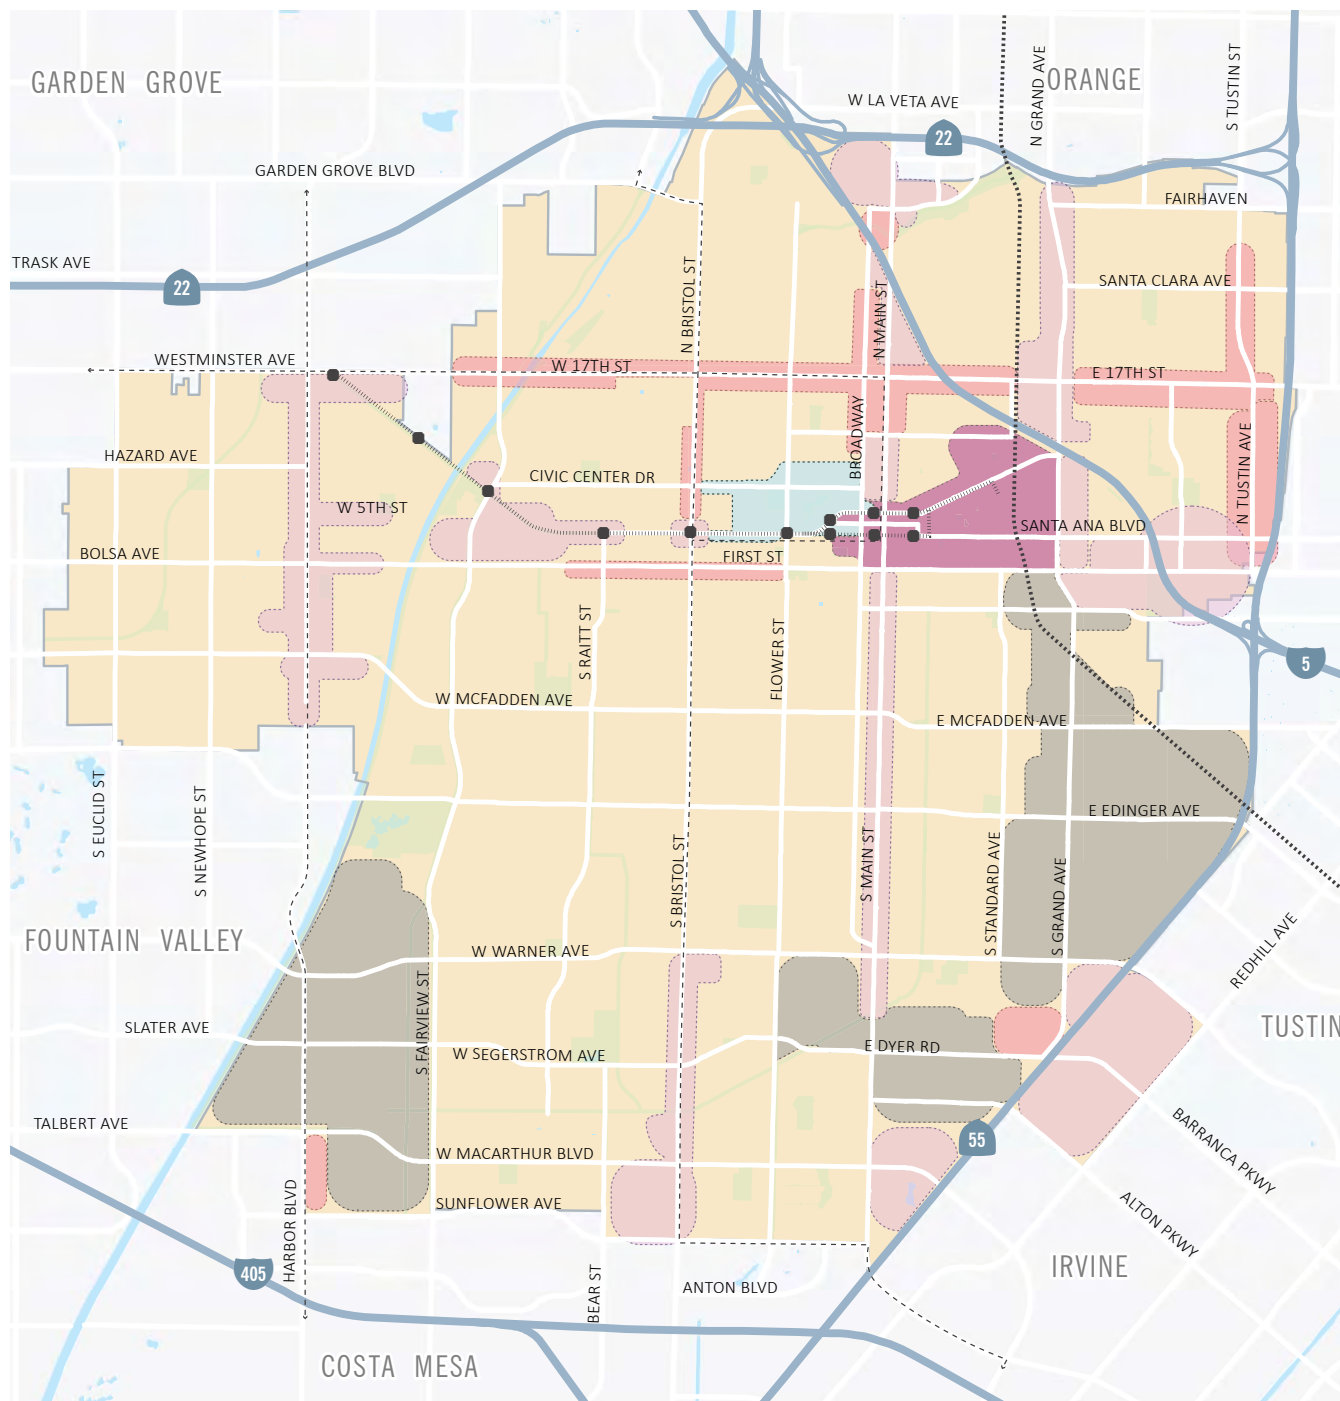 GARDEN GROVE
ORANGE
N GRAND AVE
S TUSTIN ST
W LA VETA AVE
22
GARDEN GROVE BLVD
FAIRHAVEN
TRASK AVE
22
SANTA CLARA AVE
N BRISTOL ST
N MAIN ST
WESTMINSTER AVE
W 17TH ST
E 17TH ST
BROADWAY
N TUSTIN AVE
HAZARD AVE
CIVIC CENTER DR
W 5TH ST
SANTA ANA BLVD
BOLSA AVE
FIRST ST
S RAITT ST
FLOWER ST
5
W MCFADDEN AVE
E MCFADDEN AVE
S EUCLID ST
S NEWHOPE ST
E EDINGER AVE
S BRISTOL ST
S MAIN ST
S STANDARD AVE
S GRAND AVE
FOUNTAIN VALLEY
W WARNER AVE
REDHILL AVE
S FAIRVIEW ST
SLATER AVE
TUSTIN
W SEGERSTROM AVE
E DYER RD
TALBERT AVE
55
BARRANCA PKWY
W MACARTHUR BLVD
SUNFLOWER AVE
ALTON PKWY
HARBOR BLVD
405
BEAR ST
ANTON BLVD
IRVINE
COSTA MESA